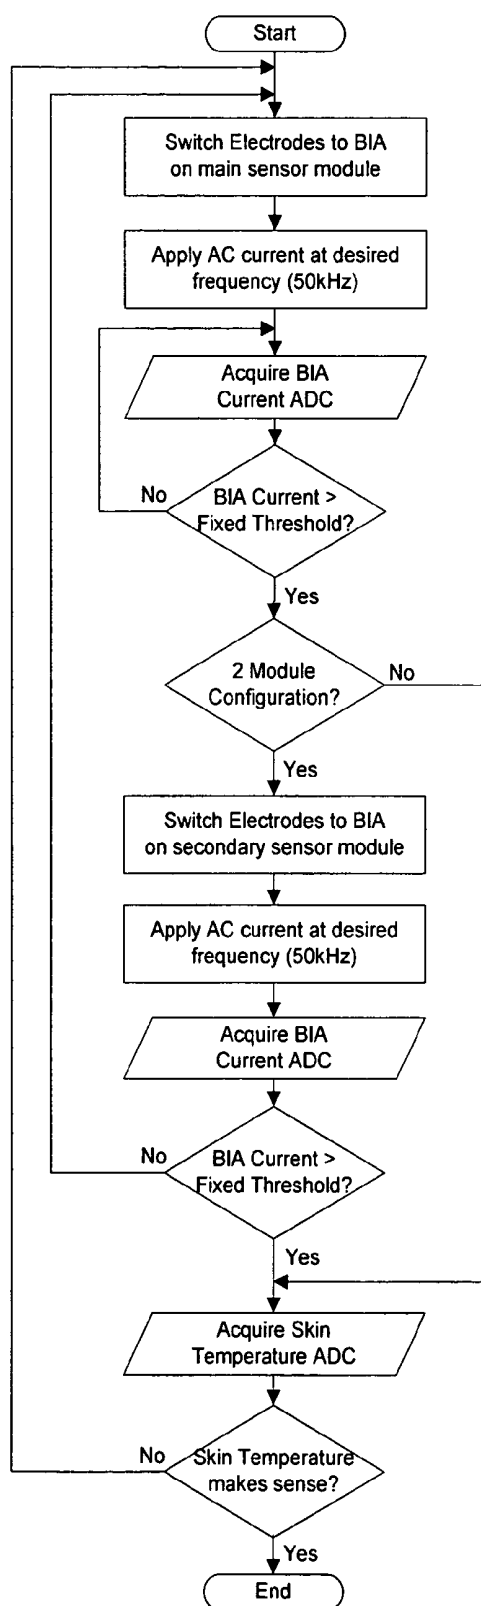 Start
Switch Electrodes to BIA
on main sensor module
Apply AC current at desired
frequency (50kHz)
Acquire BIA
Current ADC
No
BIA Current >
Fixed Threshold?
Yes
2 Module
Configuration?
No
Yes
Switch Electrodes to BIA
on secondary sensor module
Apply AC current at desired
frequency (50kHz)
Acquire BIA
Current ADC
No
BIA Current >
Fixed Threshold?
Yes
Acquire Skin
Temperature ADC
No
Skin Temperature
makes sense?
Yes
End